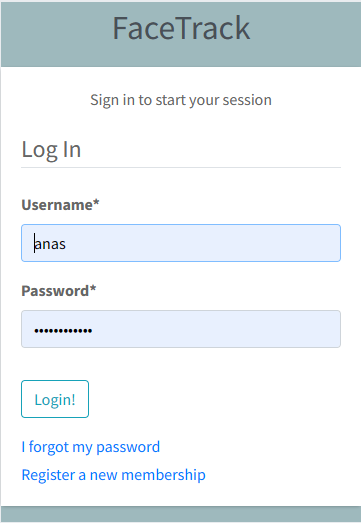 FaceTrack
Sign in to start your session
Log In
Username*
anas
Password*
••••••••••••
Login!
I forgot my password
Register a new membership